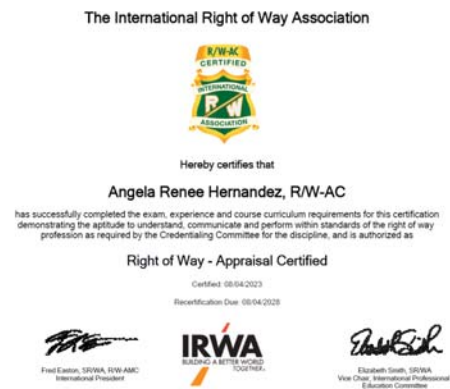 The International Right of Way Association
R/W-AC
CERTIFIED
INTERNATIONAL
R W
ASSOCIATION
Hereby certifies that
Angela Renee Hernandez, R/W-AC
has successfully completed the exam, experience and course curriculum requirements for this certification
demonstrating the aptitude to understand, communicate and perform within standards of the right of way
profession as required by the Credentialing Committee for the discipline, and is authorized as
Right of Way - Appraisal Certified
Certified: 08/04/2023
Recertification Due: 08/04/2028
IRWA
BUILDING A BETTER WORLD
TOGETHER.
Fred Easton, SR/WA, R/W-AMC
International President
Elizabeth Smith, SR/WA
Vice Chair, International Professional
Education Committee